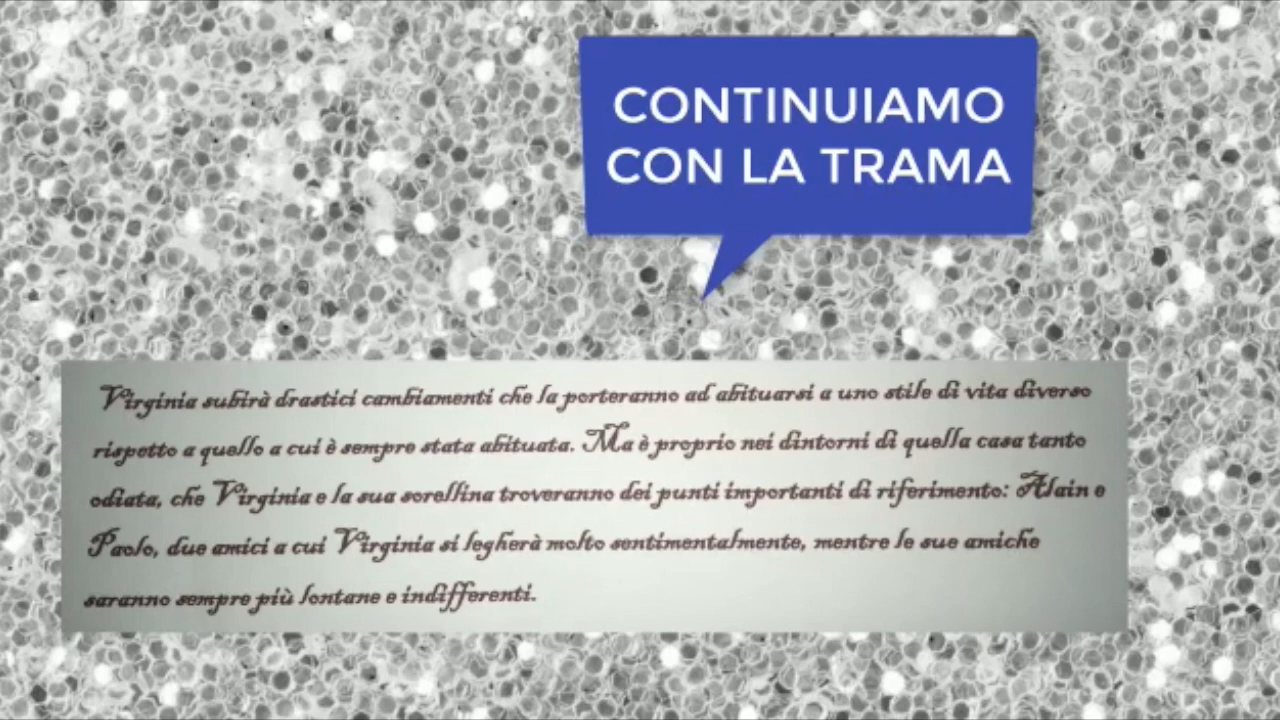 CONTINUIAMO
CON LA TRAMA
Virginia subirà drastici cambiamenti che la porteranno ad abituarsi a uno stile di vita diverso
rispetto a quello a cui è sempre stata abituata. Ma è proprio nei dintorni di quella casa tanto
odiata, che Virginia e la sua sorellina troveranno dei punti importanti di riferimento: Alain e
Paolo, due amici a cui Virginia si legherà molto sentimentalmente, mentre le sue amiche
saranno sempre più lontane e indifferenti.